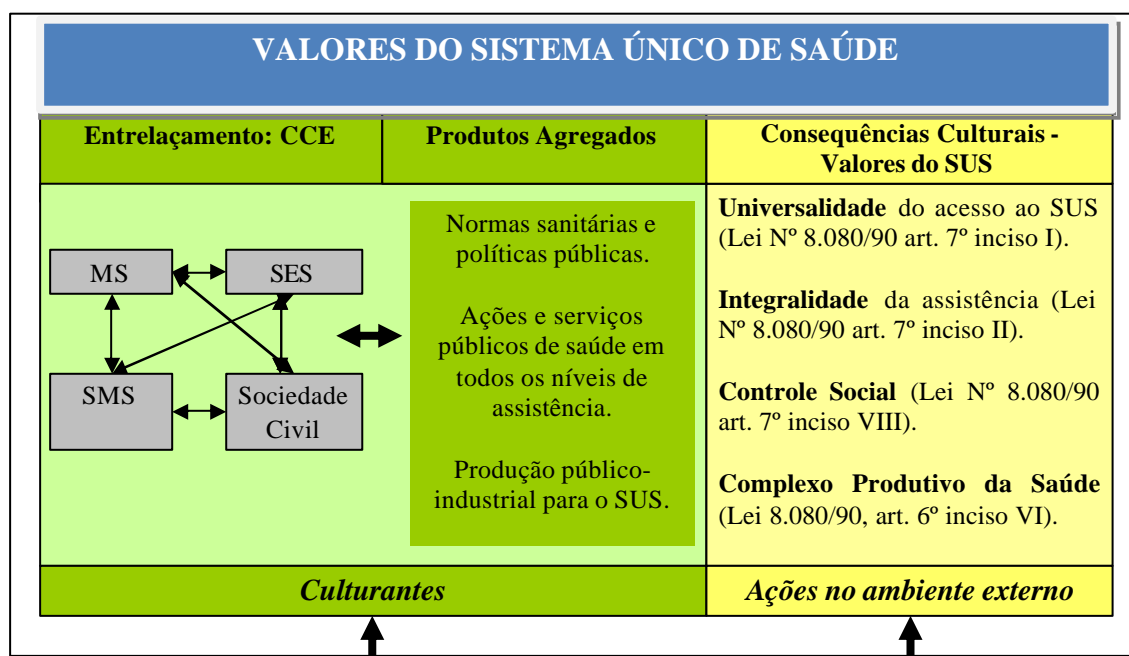 VALORES DO SISTEMA ÚNICO DE SAÚDE
Entrelaçamento: CCE
Produtos Agregados
Consequências Culturais -
Valores do SUS
MS
SES
SMS
Sociedade
Civil
Normas sanitárias e
políticas públicas.
Ações e serviços
públicos de saúde em
todos os níveis de
assistência.
Produção público-
industrial para o SUS.
Universalidade do acesso ao SUS
(Lei Nº 8.080/90 art. 7º inciso I).
Integralidade da assistência (Lei
Nº 8.080/90 art. 7º inciso II).
Controle Social (Lei Nº 8.080/90
art. 7º inciso VIII).
Complexo Produtivo da Saúde
(Lei 8.080/90, art. 6º inciso VI).
Culturantes
Ações no ambiente externo